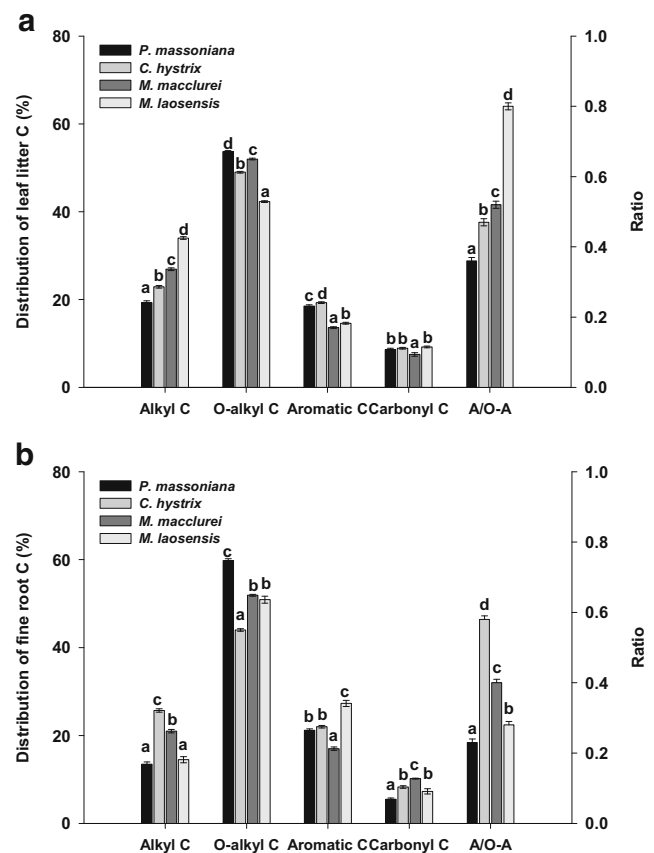 a
80
60
40
20
0
Distribution of leaf litter C (%)
P. massoniana
C. hystrix
M. macclurei
M. laosensis
a b c d
d b c a
c d a b
b b a b
a b c d
1.0
0.8
0.6
0.4
0.2
0.0
Ratio
Alkyl C O-alkyl C Aromatic C Carbonyl C A/O-A
b
80
60
40
20
0
Distribution of fine root C (%)
P. massoniana
C. hystrix
M. macclurei
M. laosensis
a c b a
c a b b
b b a c
a b c b
a d c b
1.0
0.8
0.6
0.4
0.2
0.0
Ratio
Alkyl C O-alkyl C Aromatic C Carbonyl C A/O-A